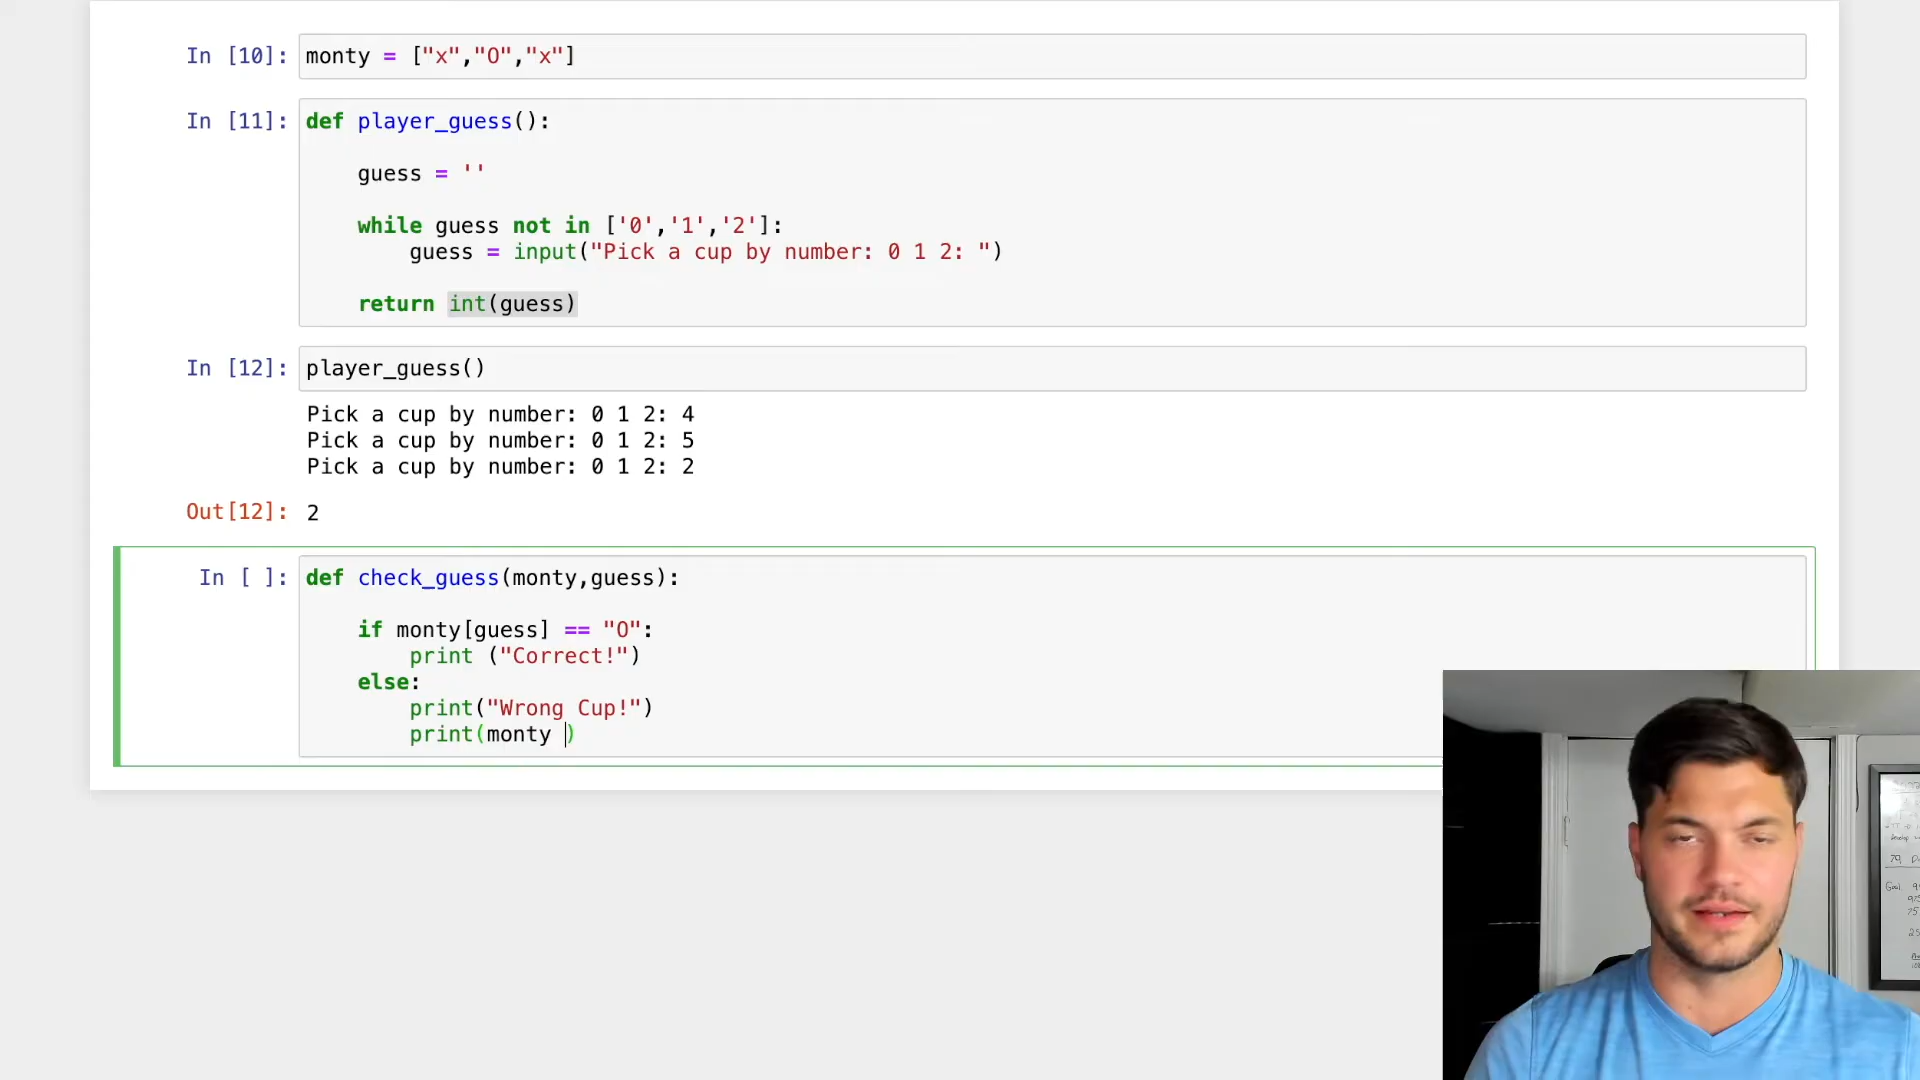 In [10]: monty = ["x","O","x"]
In [11]: def player_guess():
guess = ''
while guess not in ['0','1','2']:
guess = input("Pick a cup by number: 0 1 2: ")
return int(guess)
In [12]: player_guess()
Pick a cup by number: 0 1 2: 4
Pick a cup by number: 0 1 2: 5
Pick a cup by number: 0 1 2: 2
Out[12]: 2
In [ ]: def check_guess(monty,guess):
if monty[guess] == "O":
print ("Correct!")
else:
print("Wrong Cup!")
print(monty )
Goal